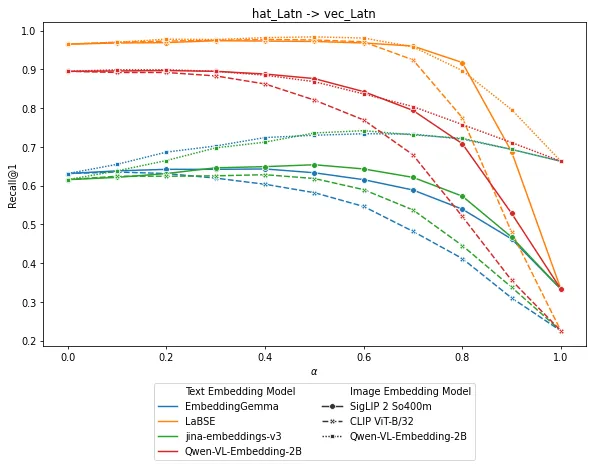 hat_Latn -> vec_Latn
Recall@1
1.0
0.9
0.8
0.7
0.6
0.5
0.4
0.3
0.2
0.0 0.2 0.4 0.6 0.8 1.0
α
Text Embedding Model Image Embedding Model
EmbeddingGemma SigLIP 2 So400m
LaBSE CLIP ViT-B/32
jina-embeddings-v3 Qwen-VL-Embedding-2B
Qwen-VL-Embedding-2B